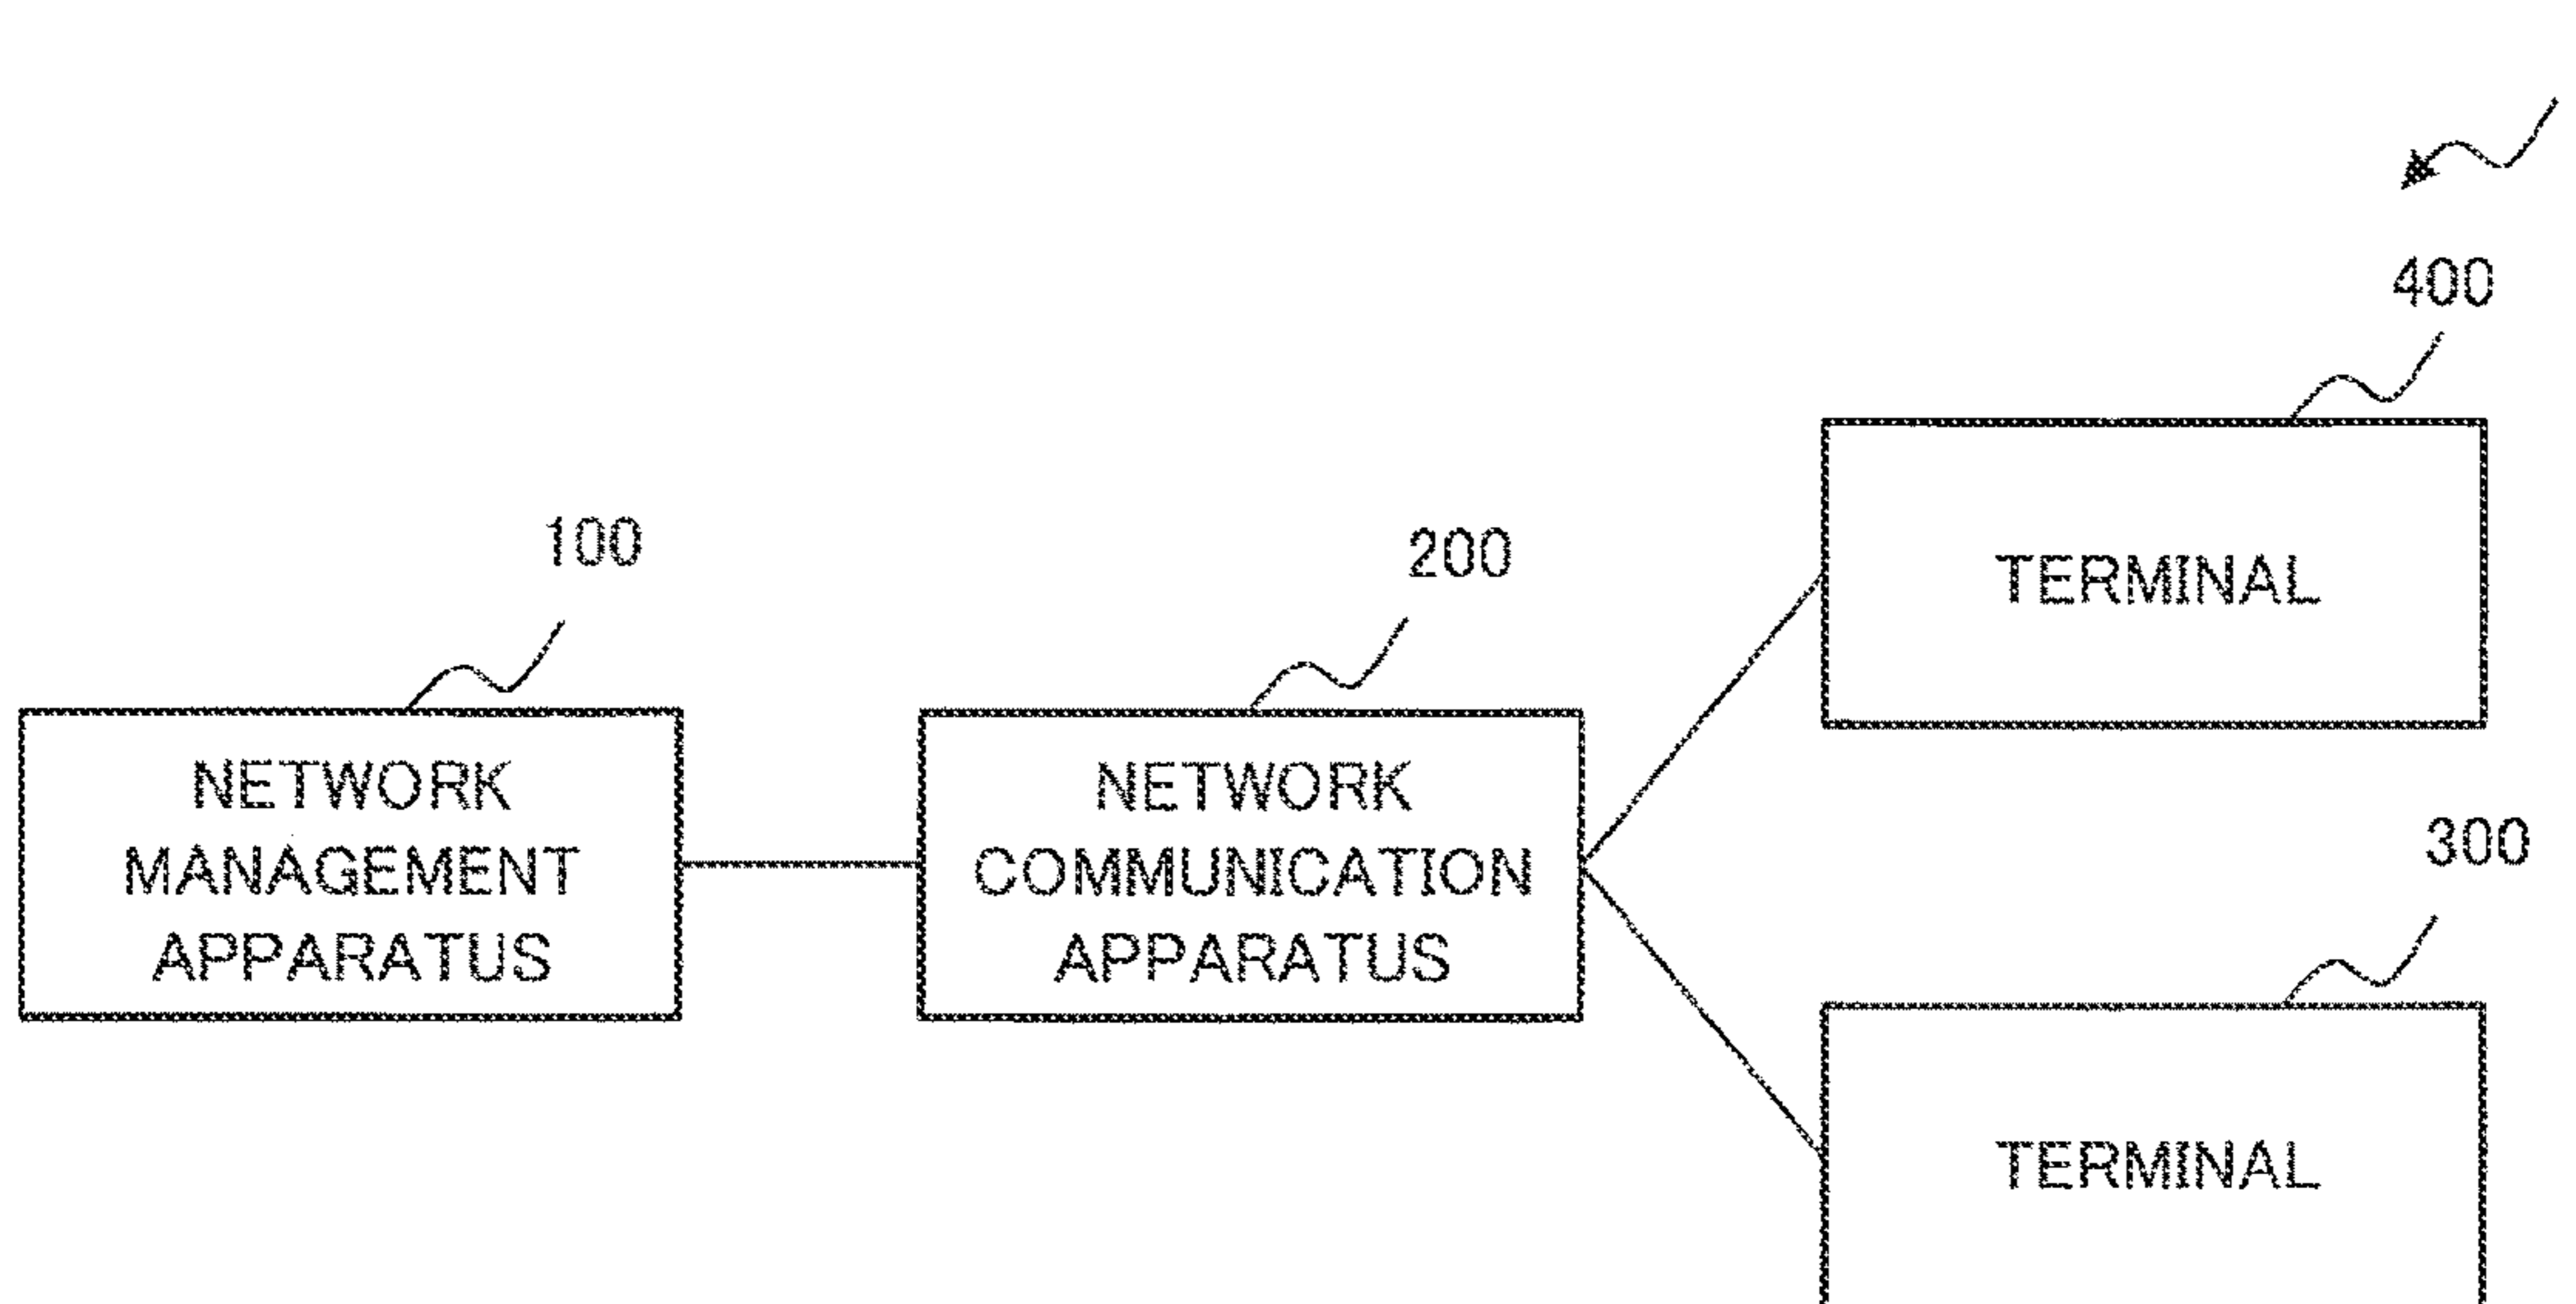 400
100
200
TERMINAL
NETWORK
MANAGEMENT
APPARATUS
NETWORK
COMMUNICATION
APPARATUS
300
TERMINAL